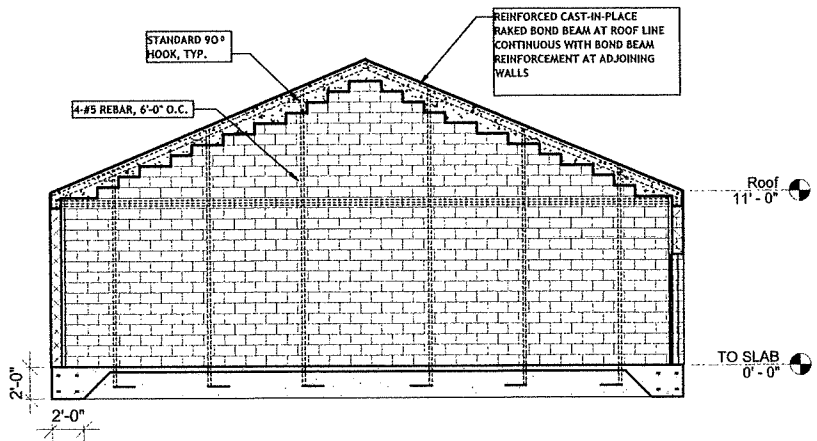 REINFORCED CAST-IN-PLACE
RAKED BOND BEAM AT ROOF LINE
CONTINUOUS WITH BOND BEAM
REINFORCEMENT AT ADJOINING
WALLS
STANDARD 90°
HOOK, TYP.
4-#5 REBAR, 6'-0" O.C.
Roof
11' - 0"
TO SLAB
0' - 0"
2'-0"
2'-0"